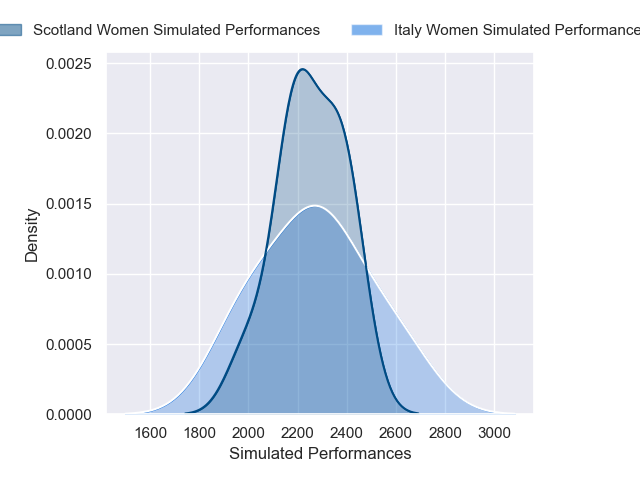 Scotland Women Simulated Performances
Italy Women Simulated Performance
0.0025
0.0020
0.0015
0.0010
0.0005
0.0000
Density
1600 1800 2000 2200 2400 2600 2800 3000
Simulated Performances